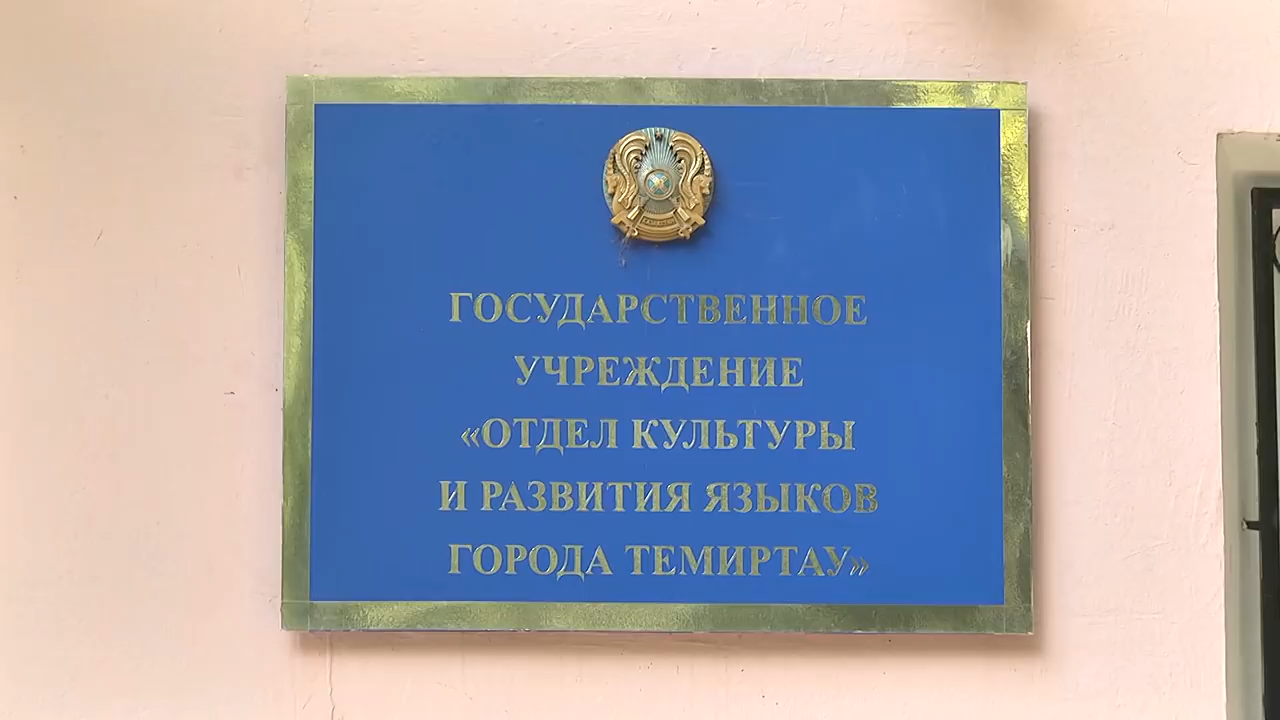 ГОСУДАРСТВЕННОЕ
УЧРЕЖДЕНИЕ
«ОТДЕЛ КУЛЬТУРЫ
И РАЗВИТИЯ ЯЗЫКОВ
ГОРОДА ТЕМИРТАУ»